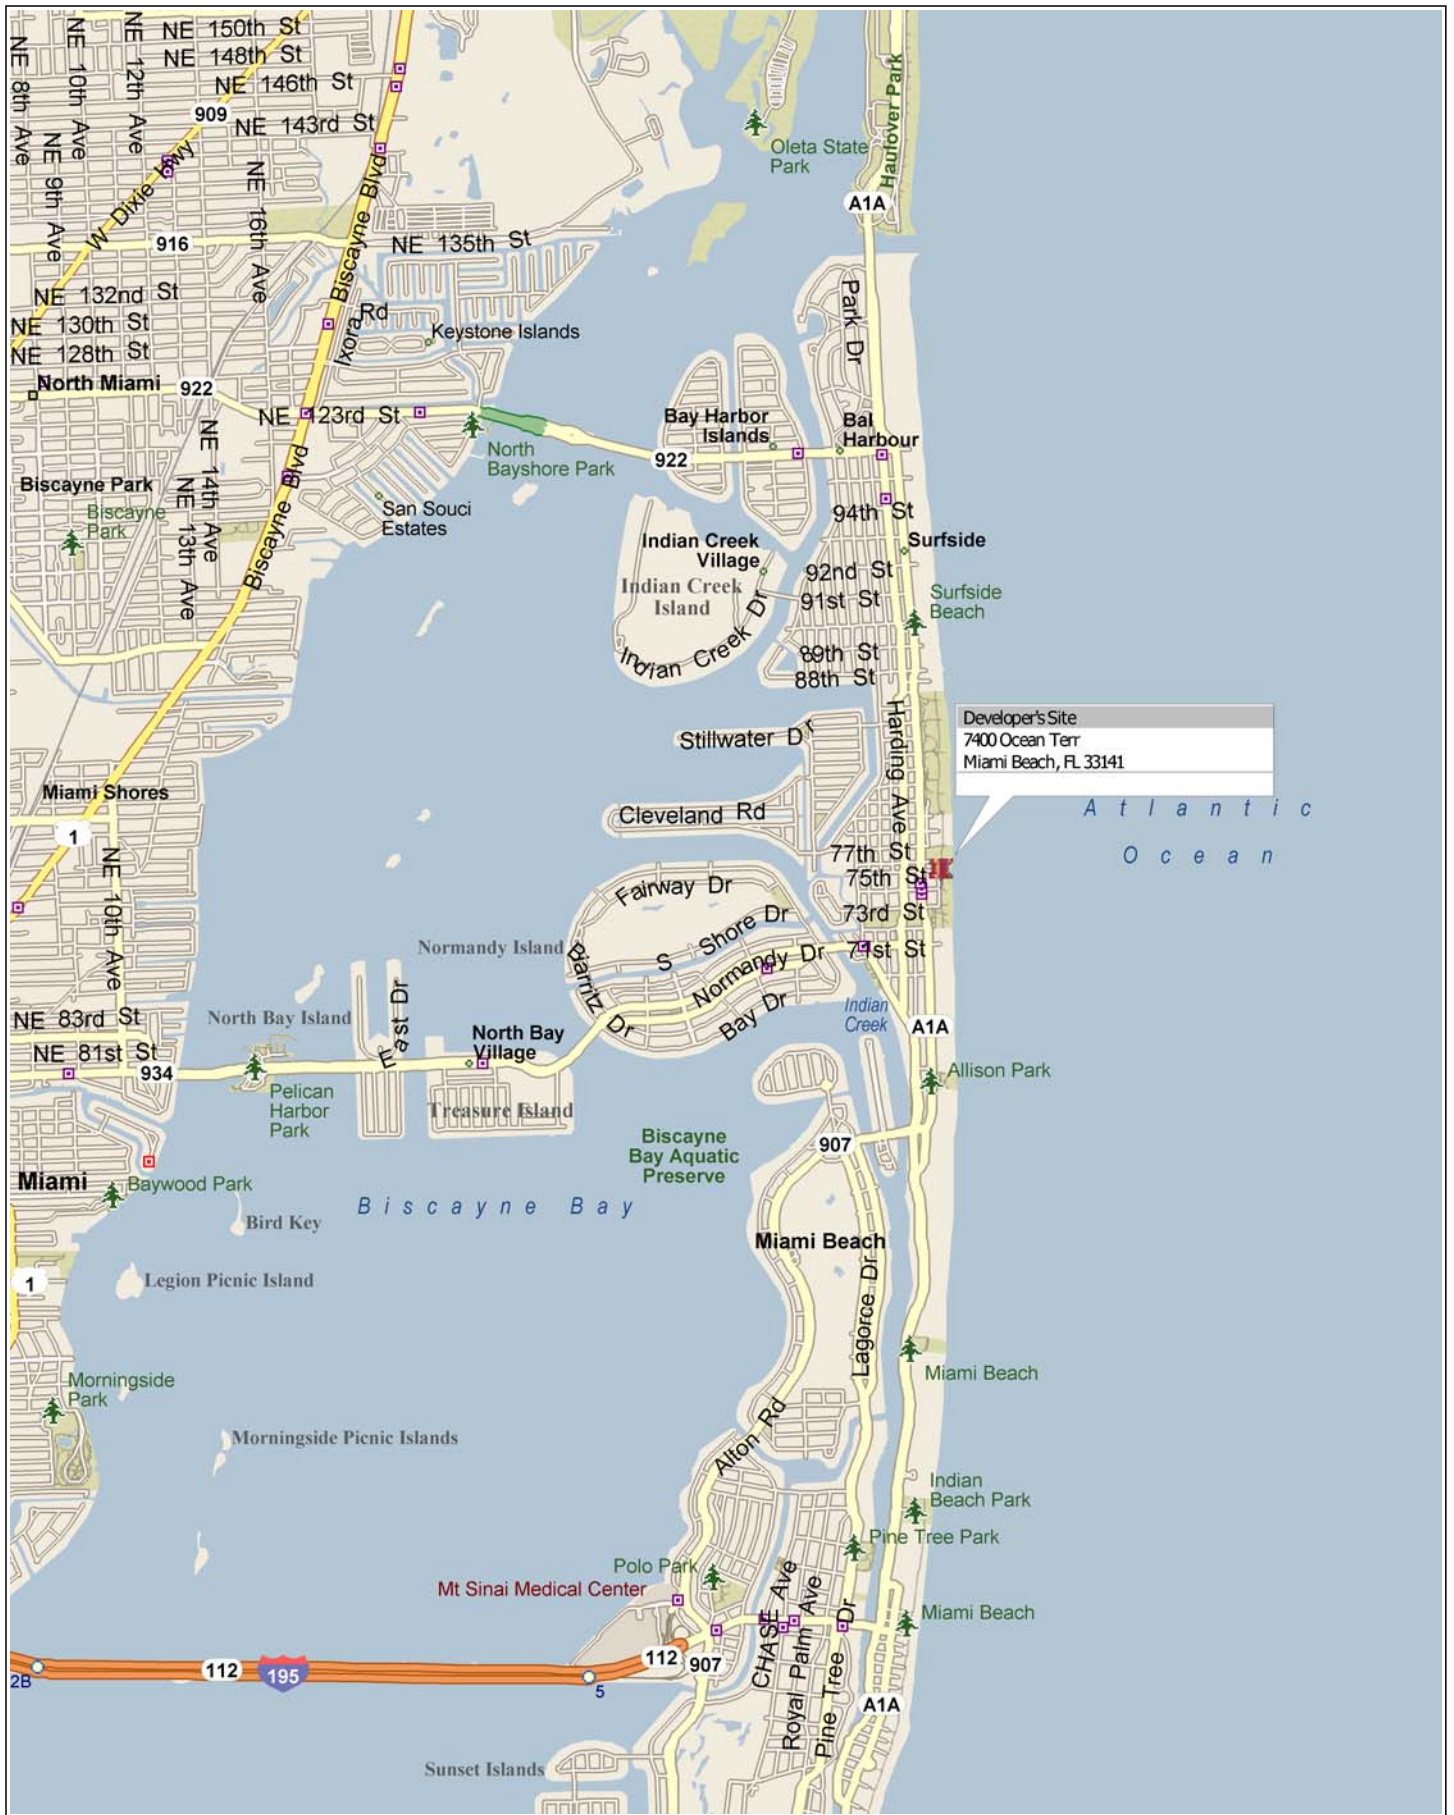 NE 8th Ave
NE 10th Ave
NE 12th Ave
NE 150th St
NE 148th St
NE 146th St
909
NE 143rd St
NE 9th Ave
W Dixie Hwy
NE 16th Ave
Biscayne Blvd
Haulover Park
Oleta State
Park
A1A
916
NE 135th St
NE 132nd St
NE 130th St
NE 128th St
Ixora Rd
Keystone Islands
Park Dr
North Miami
922
NE 123rd St
North
Bayshore Park
922
Bay Harbor
Islands
Bal
Harbour
NE 14th Ave
NE 13th Ave
Biscayne Blvd
Biscayne Park
Biscayne
Park
San Souci
Estates
94th St
Surfside
Indian Creek
Village
Indian Creek
Island
Indian Creek Dr
92nd St
91st St
Surfside
Beach
89th St
88th St
Harding Ave
Stillwater Dr
Developer's Site
7400 Ocean Terr
Miami Beach, FL 33141
Atlantic
Ocean
Miami Shores
1
Cleveland Rd
77th St
75th St
73rd St
71st St
NE 10th Ave
Fairway Dr
S Shore Dr
Normandy Island
Biarritz Dr
Normandy Dr
Bay Dr
Indian
Creek
A1A
NE 83rd St
NE 81st St
934
North Bay Island
East Dr
North Bay
Village
Treasure Island
Pelican
Harbor
Park
Allison Park
907
Biscayne
Bay Aquatic
Preserve
Miami
Baywood Park
Biscayne Bay
Bird Key
Miami Beach
Legion Picnic Island
1
Lagorce Dr
Miami Beach
Morningside
Park
Morningside Picnic Islands
Alton Rd
Indian
Beach Park
Pine Tree Park
Polo Park
Mt Sinai Medical Center
CHASE Ave
Royal Palm Ave
Pine Tree Dr
Miami Beach
2B
112
195
5
112
907
A1A
Sunset Islands